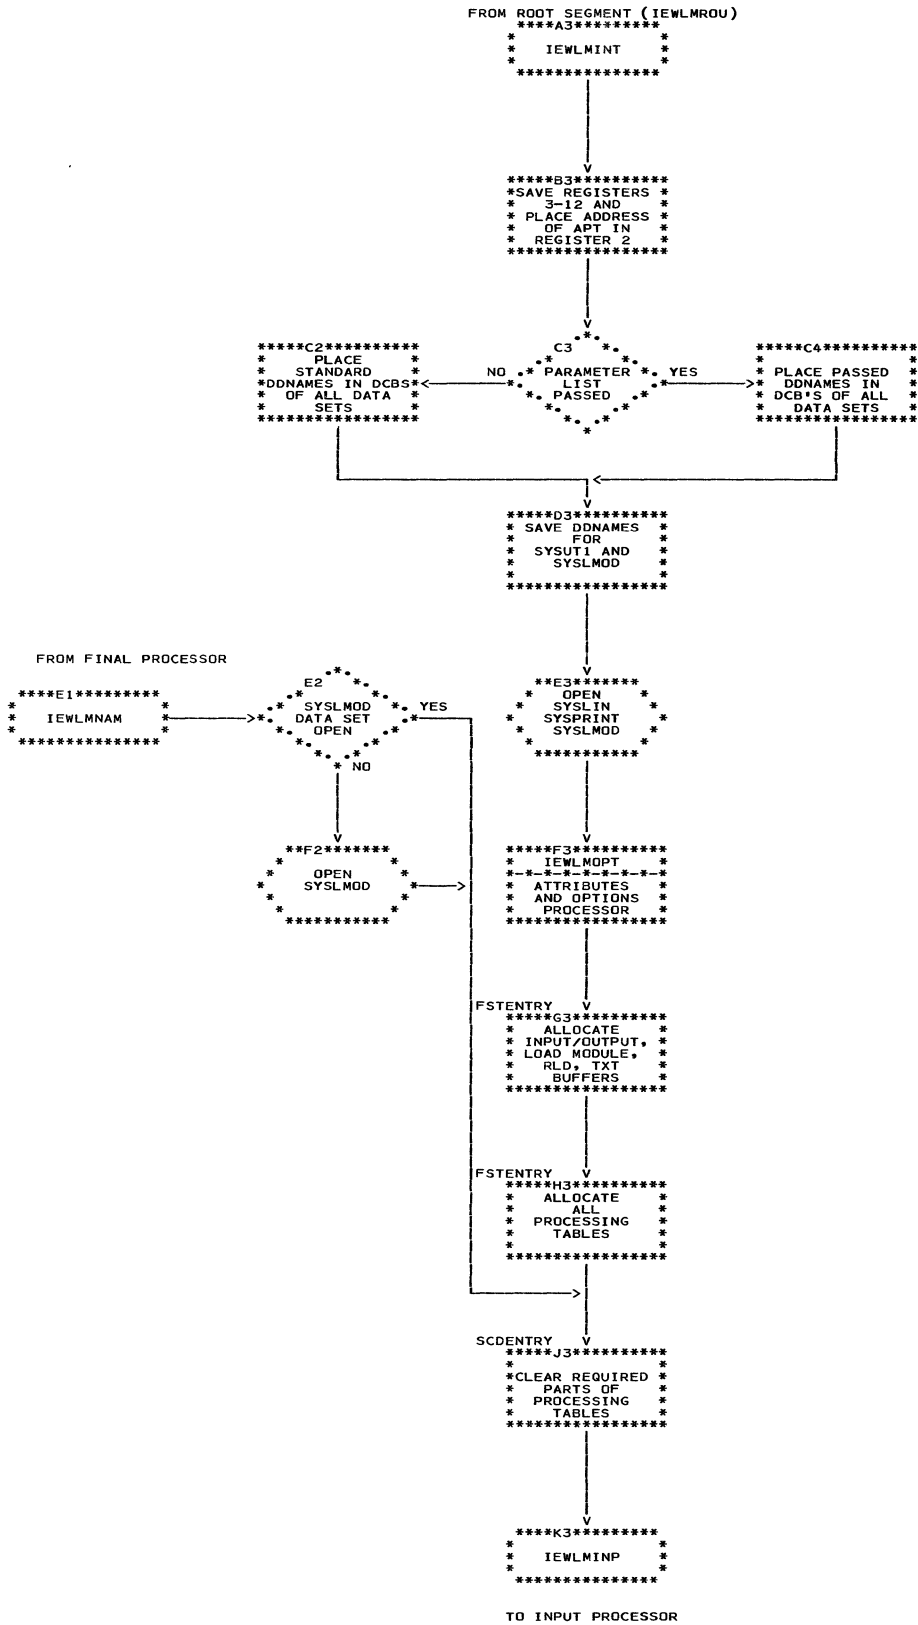 FROM ROOT SEGMENT (IEWLMROU)
****A3*********
* *
* IEWLMINT *
* *
***************
*****B3**********
*SAVE REGISTERS *
* 3-12 AND *
* PLACE ADDRESS *
* OF APT IN *
* REGISTER 2 *
*****************
*****C2**********
* PLACE *
* STANDARD *
*DDNAMES IN DCBS*
* OF ALL DATA *
* SETS *
*****************
NO
C3
PARAMETER
LIST
PASSED
YES
*****C4**********
* *
* PLACE PASSED *
* DDNAMES IN *
* DCB'S OF ALL *
* DATA SETS *
*****************
*****D3**********
* SAVE DDNAMES *
* FOR *
* SYSUT1 AND *
* SYSLMOD *
* *
*****************
FROM FINAL PROCESSOR
****E1*********
* *
* IEWLMNAM *
* *
***************
E2
SYSLMOD
DATA SET
OPEN
YES
NO
**E3*******
* OPEN *
* SYSLIN *
* SYSPRINT *
* SYSLMOD *
* *
***********
**F2*******
* *
* OPEN *
* SYSLMOD *
* *
* *
***********
*****F3**********
* IEWLMOPT *
*-*-*-*-*-*-*-*-*
* ATTRIBUTES *
* AND OPTIONS *
* PROCESSOR *
*****************
FSTENTRY
*****G3**********
* ALLOCATE *
* INPUT/OUTPUT, *
* LOAD MODULE, *
* RLD, TXT *
* BUFFERS *
*****************
FSTENTRY
*****H3**********
* ALLOCATE *
* ALL *
* PROCESSING *
* TABLES *
* *
*****************
SCDENTRY
*****J3**********
* *
*CLEAR REQUIRED *
* PARTS OF *
* PROCESSING *
* TABLES *
*****************
****K3*********
* *
* IEWLMINP *
* *
***************
TO INPUT PROCESSOR